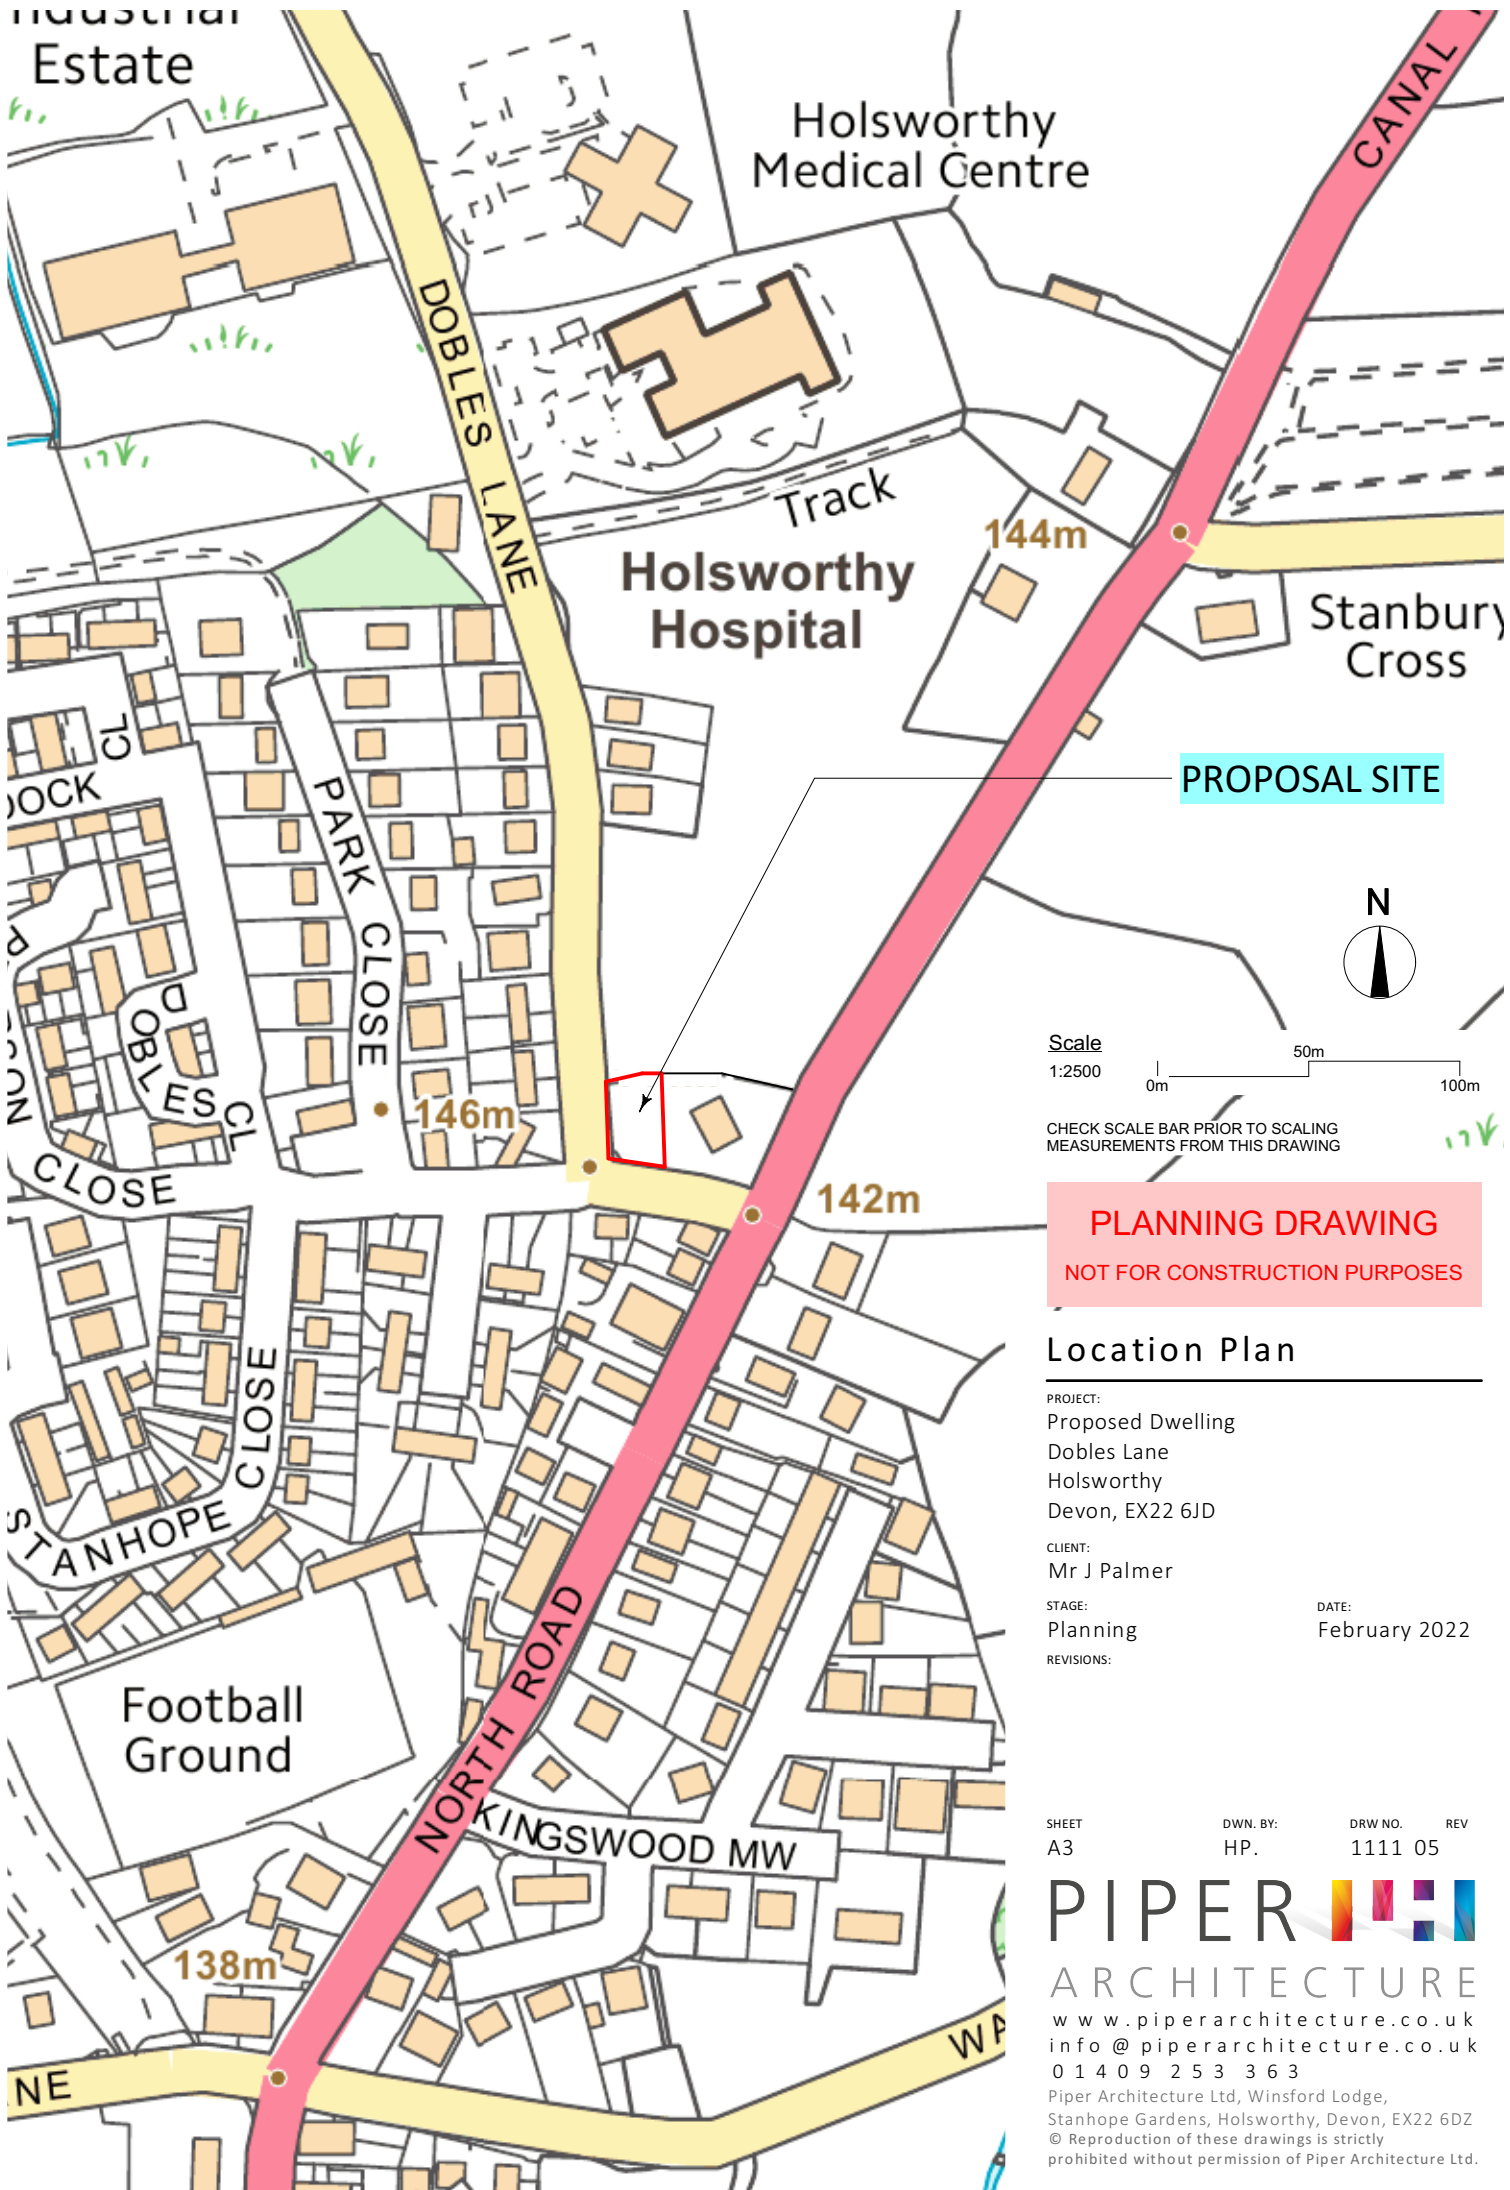 Industrial
Estate
Holsworthy
Medical Centre
CANAL
DOBLES LANE
Track
144m
Holsworthy
Hospital
Stanbury
Cross
CL
DOCK
PARK CLOSE
PROPOSAL SITE
N
Scale
1:2500
0m
50m
100m
CHECK SCALE BAR PRIOR TO SCALING
MEASUREMENTS FROM THIS DRAWING
DOBLES CL
146m
CLOSE
142m
PLANNING DRAWING
NOT FOR CONSTRUCTION PURPOSES
Location Plan
PROJECT:
Proposed Dwelling
Dobles Lane
Holsworthy
Devon, EX22 6JD
CLIENT:
Mr J Palmer
STAGE:
Planning
DATE:
February 2022
REVISIONS:
STANHOPE CLOSE
Football
Ground
NORTH ROAD
KINGSWOOD MW
138m
NE
WA
SHEET
A3
DWN. BY:
HP.
DRW NO. REV
1111 05
PIPER
ARCHITECTURE
www.piperarchitecture.co.uk
info@piperarchitecture.co.uk
01409 253 363
Piper Architecture Ltd, Winsford Lodge,
Stanhope Gardens, Holsworthy, Devon, EX22 6DZ
© Reproduction of these drawings is strictly
prohibited without permission of Piper Architecture Ltd.